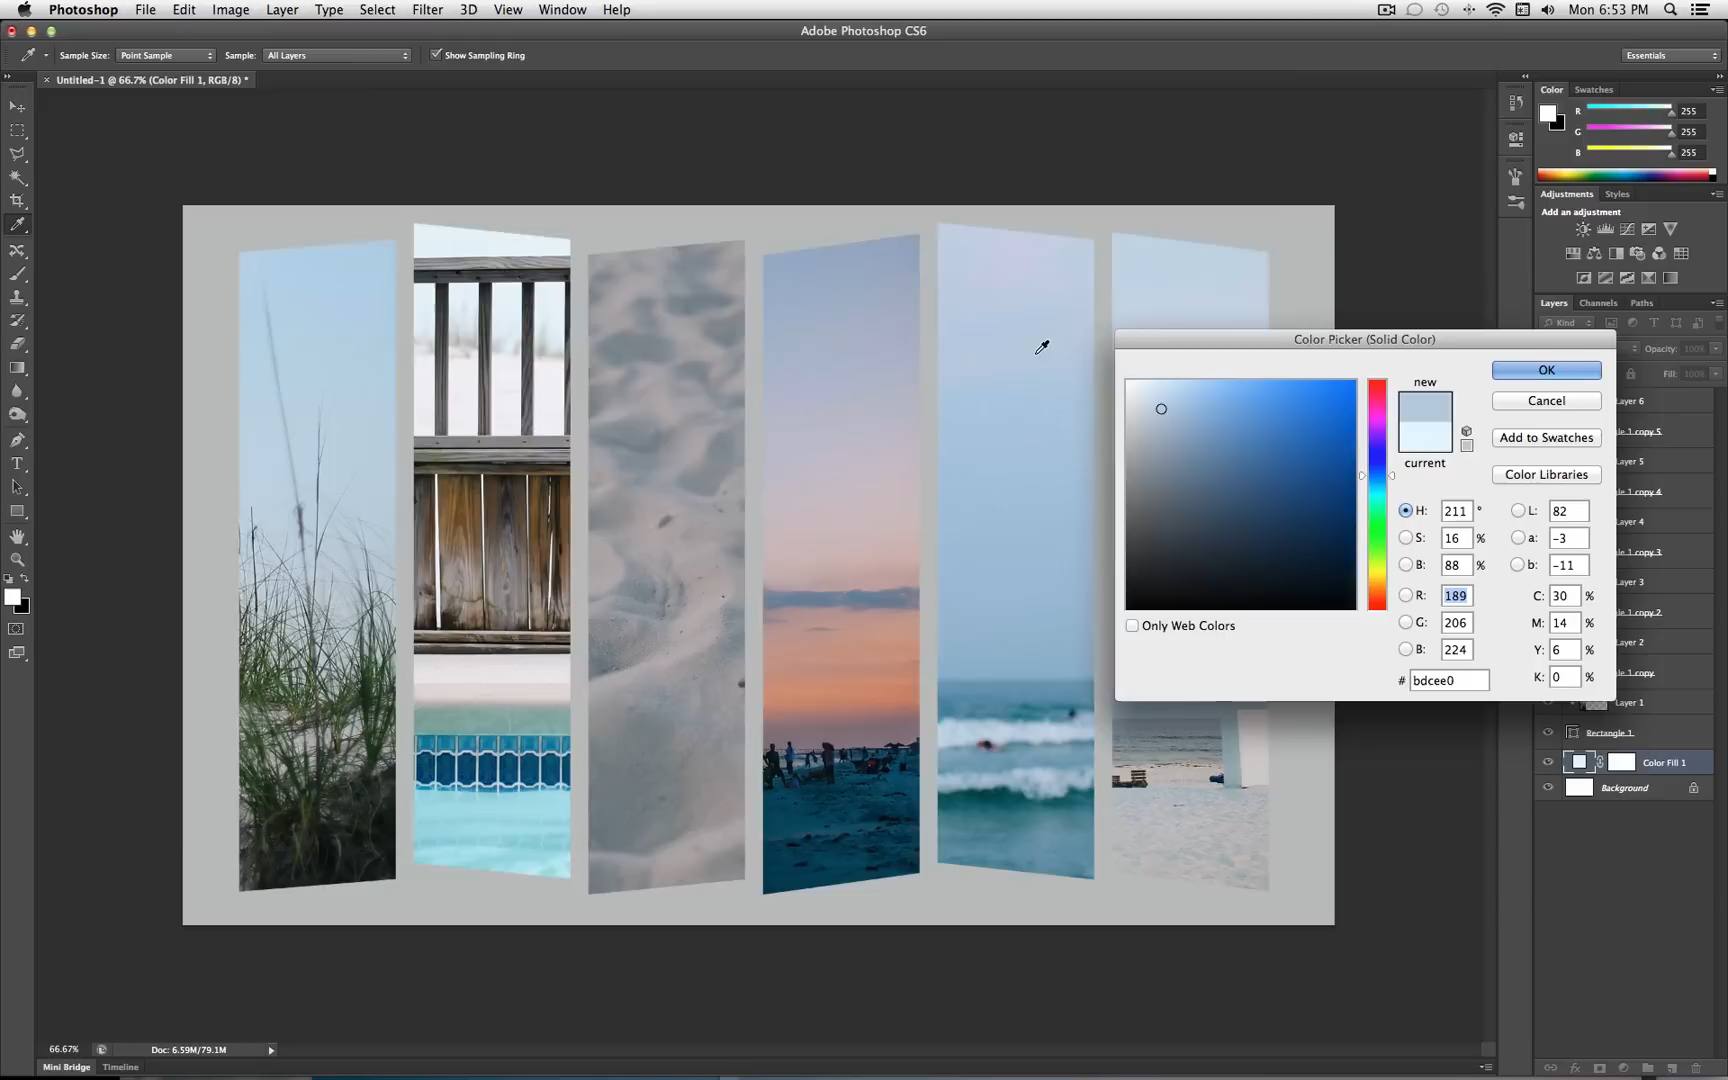 Photoshop File Edit Image Layer Type Select Filter 3D View Window Help Mon 6:53 PM
Adobe Photoshop CS6
Sample Size: Point Sample Sample: All Layers Show Sampling Ring Essentials
Untitled-1 @ 66.7% (Color Fill 1, RGB/8) *
Color Swatches
R 255
G 255
B 255
Adjustments Styles
Add an adjustment
Layers Channels Paths
Kind
Opacity: 100%
Fill: 100%
Color Picker (Solid Color)
new
current
OK
Cancel
Add to Swatches
Color Libraries
H: 211 ° L: 82
S: 16 % a: -3
B: 88 % b: -11
R: 189 C: 30 %
G: 206 M: 14 %
B: 224 Y: 6 %
# bdcee0 K: 0 %
Only Web Colors
Layer 6
le 1 copy 5
Layer 5
le 1 copy 4
Layer 4
le 1 copy 3
Layer 3
le 1 copy 2
Layer 2
le 1 copy
Layer 1
Rectangle 1
Color Fill 1
Background
66.67% Doc: 6.59M/79.1M
Mini Bridge Timeline